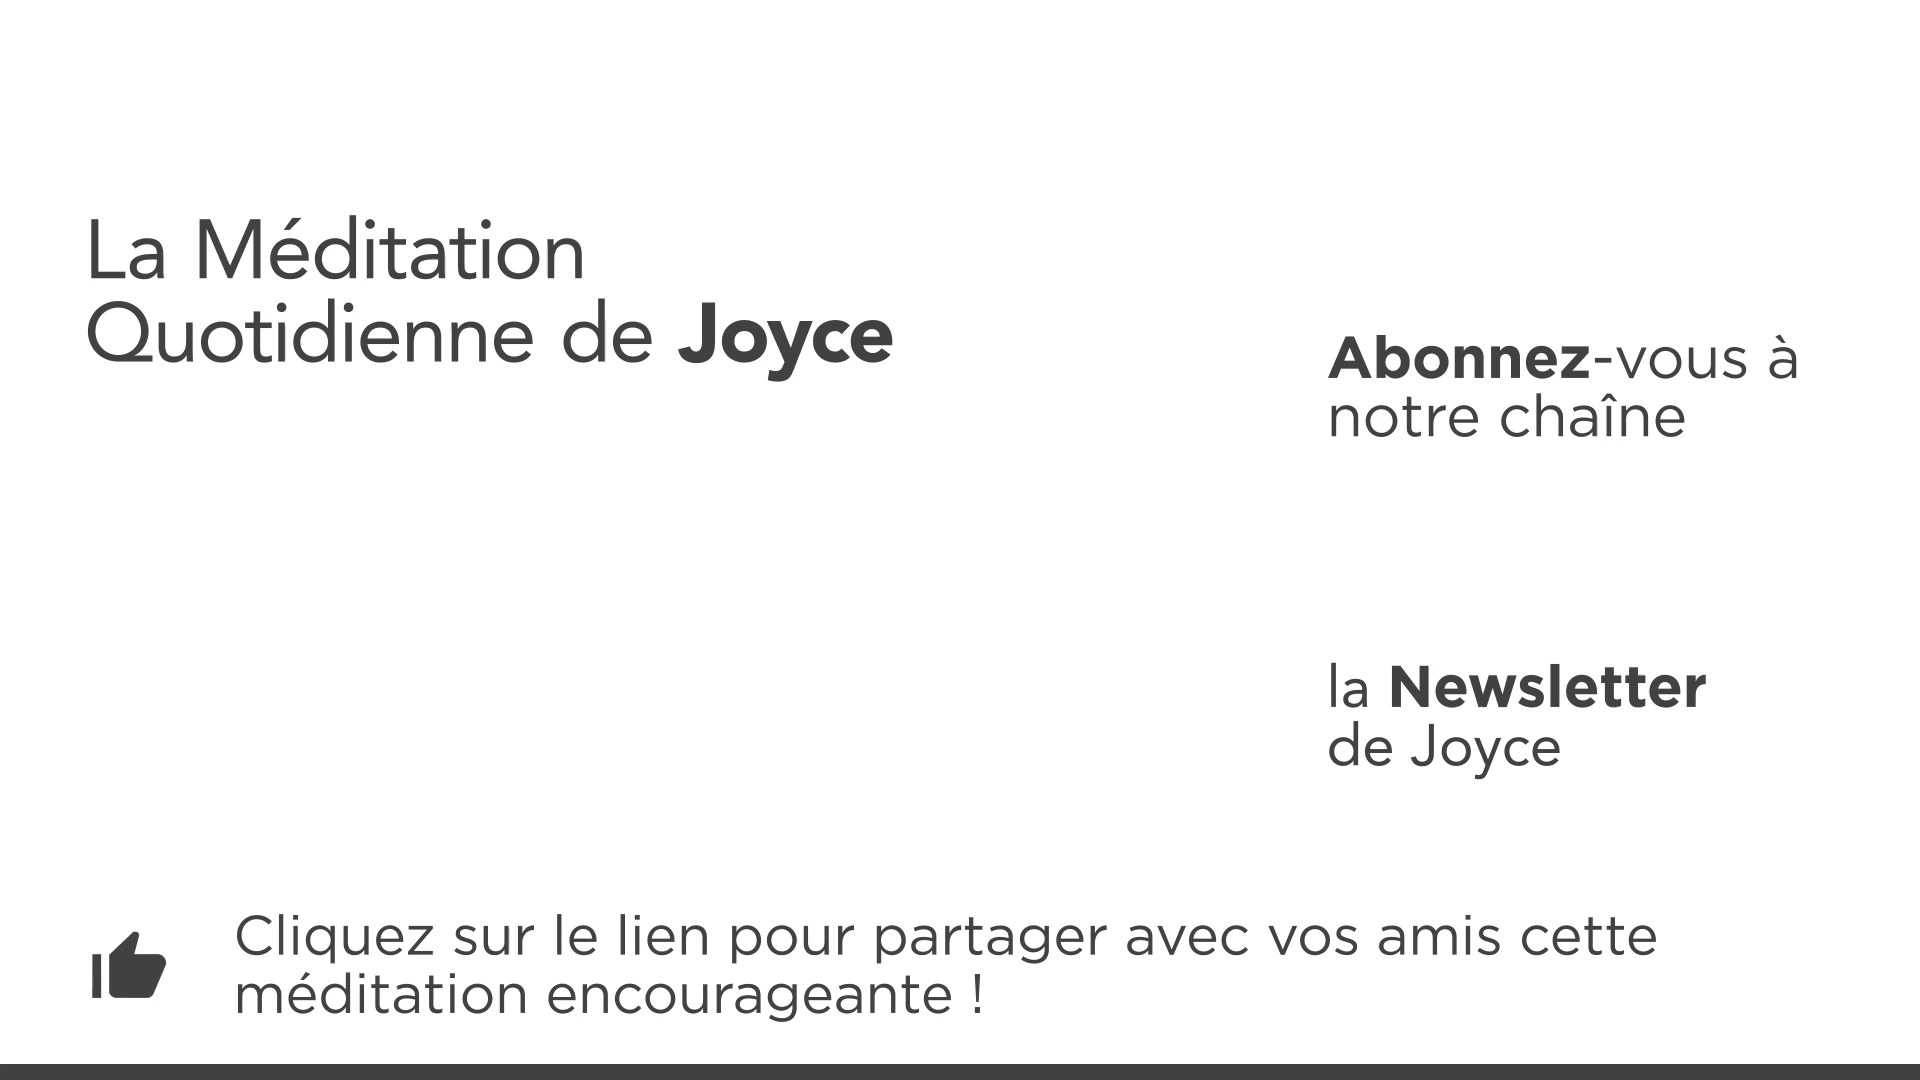 La Méditation
Quotidienne de Joyce
Abonnez-vous à
notre chaîne
la Newsletter
de Joyce
Cliquez sur le lien pour partager avec vos amis cette
méditation encourageante !